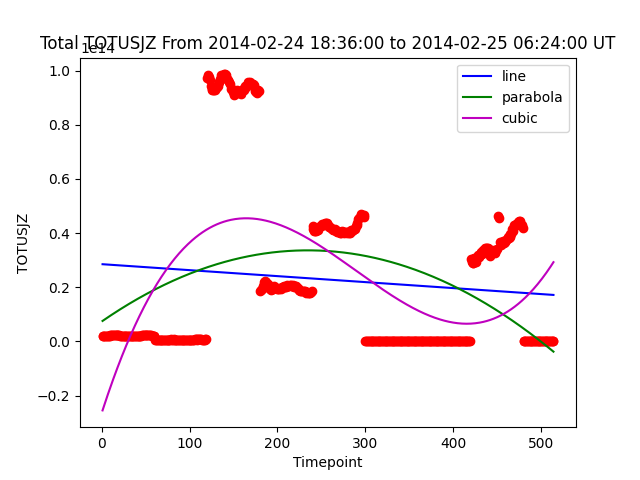 Total TOTUSJZ From 2014-02-24 18:36:00 to 2014-02-25 06:24:00 UT
1e14
line
parabola
cubic
1.0
0.8
0.6
0.4
0.2
0.0
−0.2
TOTUSJZ
0 100 200 300 400 500
Timepoint